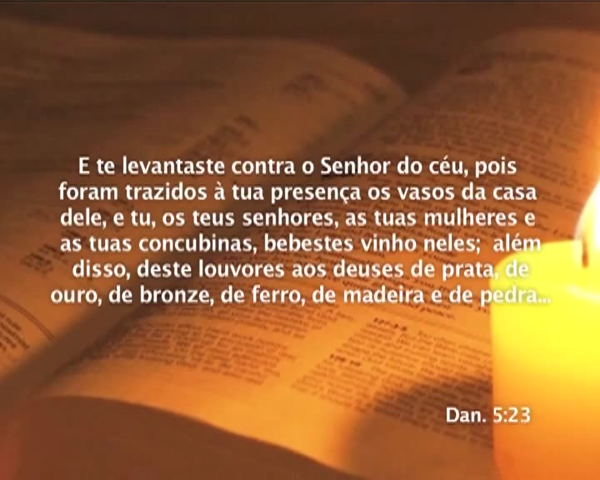 E te levantaste contra o Senhor do céu, pois
foram trazidos à tua presença os vasos da casa
dele, e tu, os teus senhores, as tuas mulheres e
as tuas concubinas, bebestes vinho neles; além
disso, deste louvores aos deuses de prata, de
ouro, de bronze, de ferro, de madeira e de pedra...
Dan. 5:23